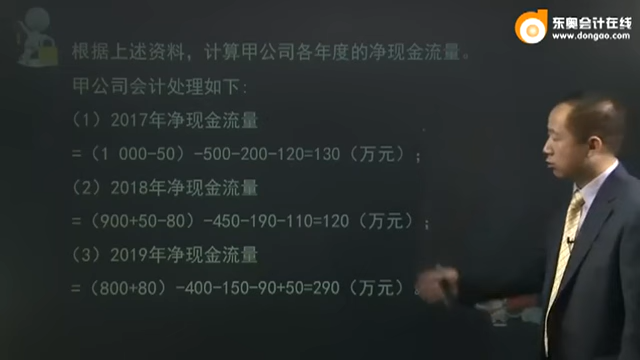 东奥会计在线
www.dongao.com
根据上述资料，计算甲公司各年度的净现金流量。
甲公司会计处理如下：
（1）2017年净现金流量
=（1 000-50）-500-200-120=130（万元）；
（2）2018年净现金流量
=（900+50-80）-450-190-110=120（万元）；
（3）2019年净现金流量
=（800+80）-400-150-90+50=290（万元）。